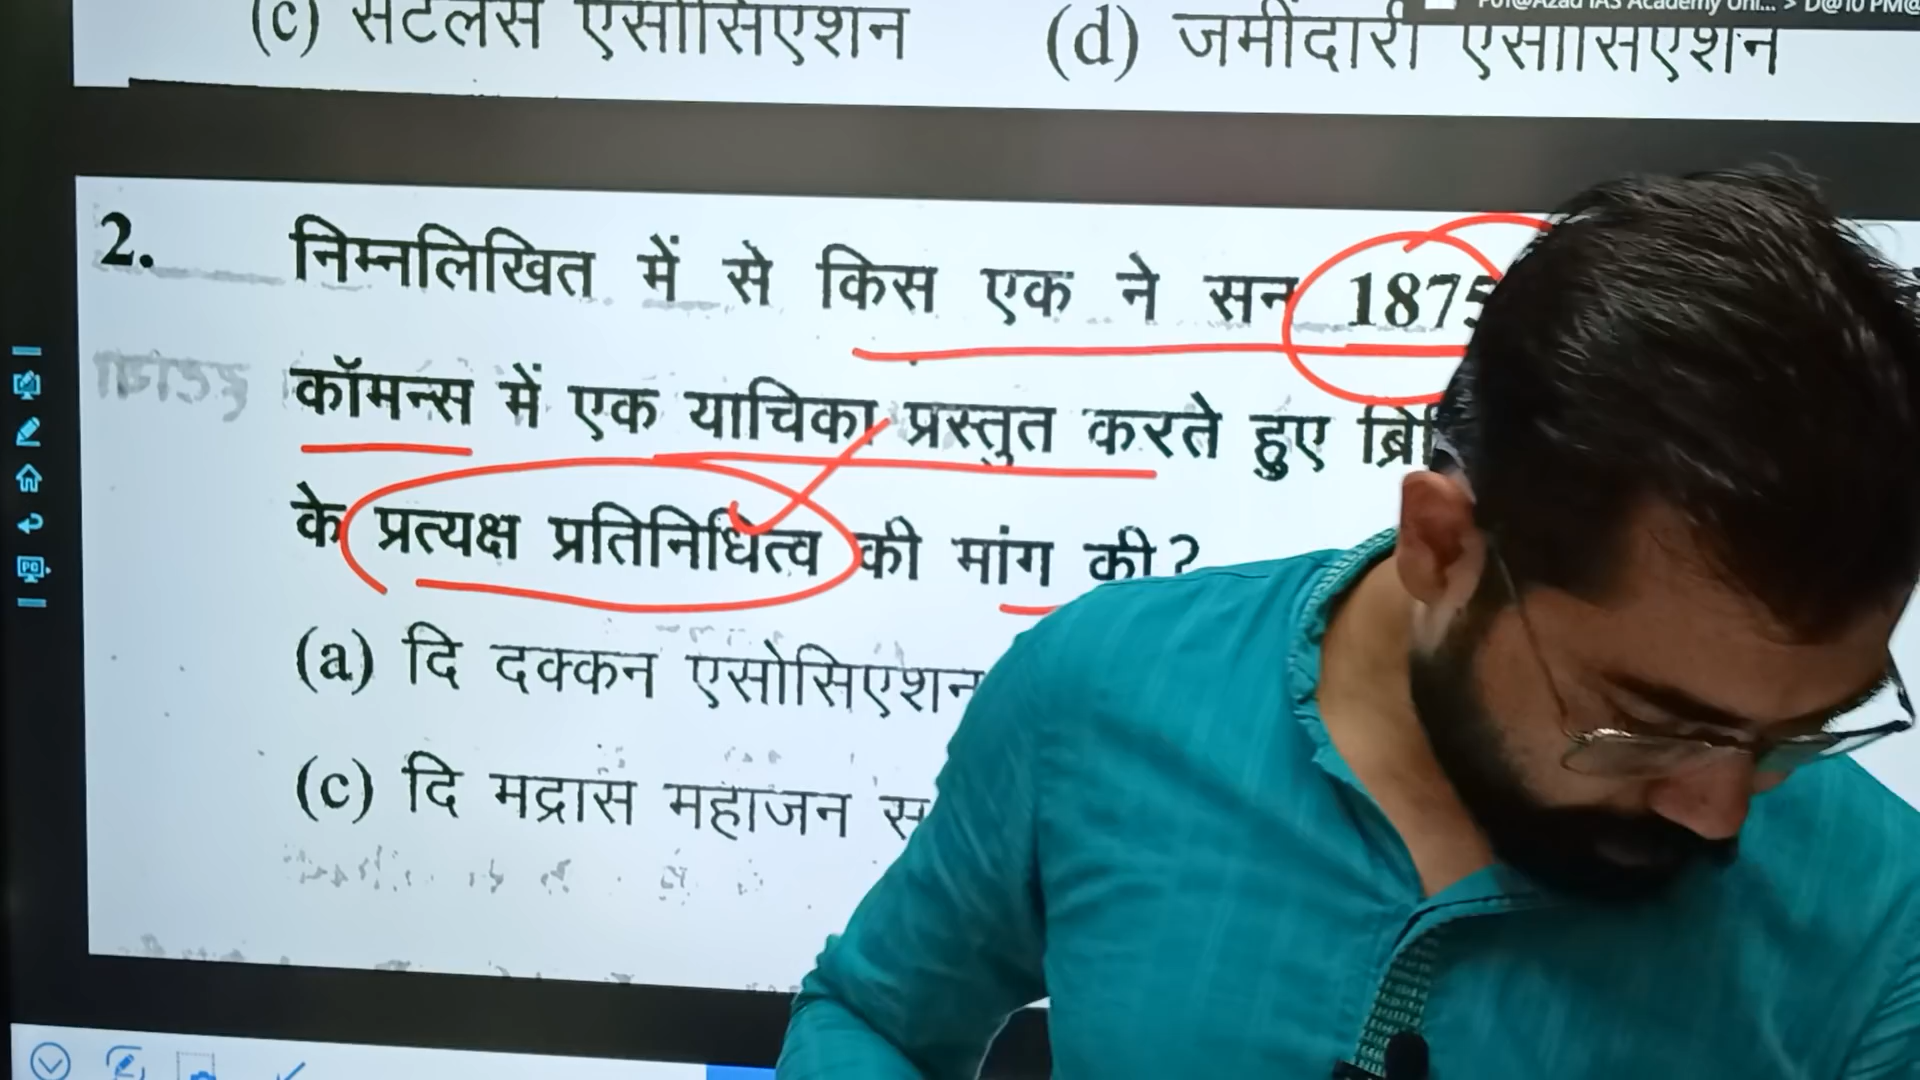 (c) सेटलर्स एसोसिएशन (d) जमींदारी एसोसिएशन
2. निम्नलिखित में से किस एक ने सन 1875
कॉमन्स में एक याचिका प्रस्तुत करते हुए
के प्रत्यक्ष प्रतिनिधित्व की मांग की?
(a) दि दक्कन एसोसिएशन
(c) दि मद्रास महाजन